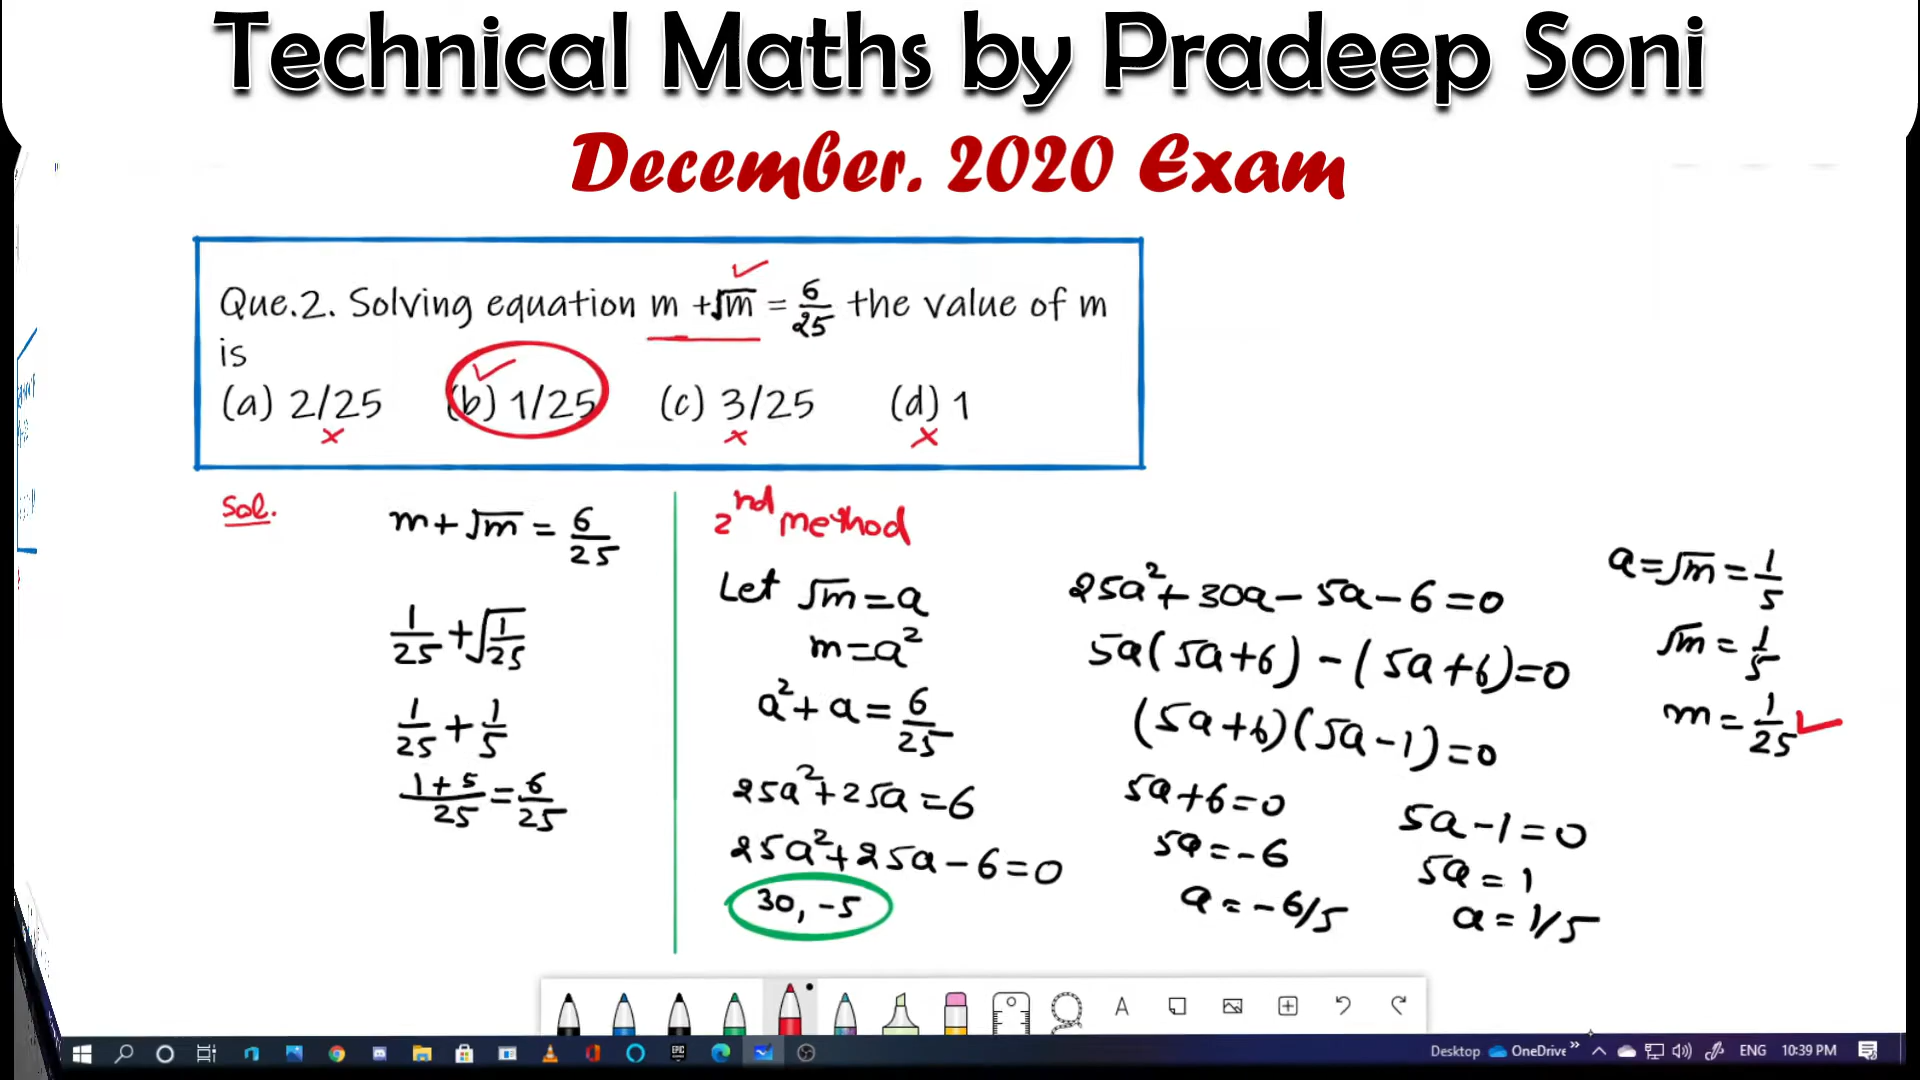 Technical Maths by Pradeep Soni
December. 2020 Exam
Que.2. Solving equation m +√m = 6/25 the value of m
is
(a) 2/25 (b) 1/25 (c) 3/25 (d) 1
Sol.
m+√m = 6/25
1/25 + √1/25
1/25 + 1/5
1+5/25 = 6/25
2nd method
Let √m = a
m = a²
a² + a = 6/25
25a² + 25a = 6
25a² + 25a - 6 = 0
30, -5
25a² + 30a - 5a - 6 = 0
5a(5a+6) - (5a+6) = 0
(5a+6)(5a-1) = 0
5a+6 = 0
5a = -6
a = -6/5
5a-1 = 0
5a = 1
a = 1/5
a = √m = 1/5
√m = 1/5
m = 1/25
Desktop OneDrive ENG 10:39 PM